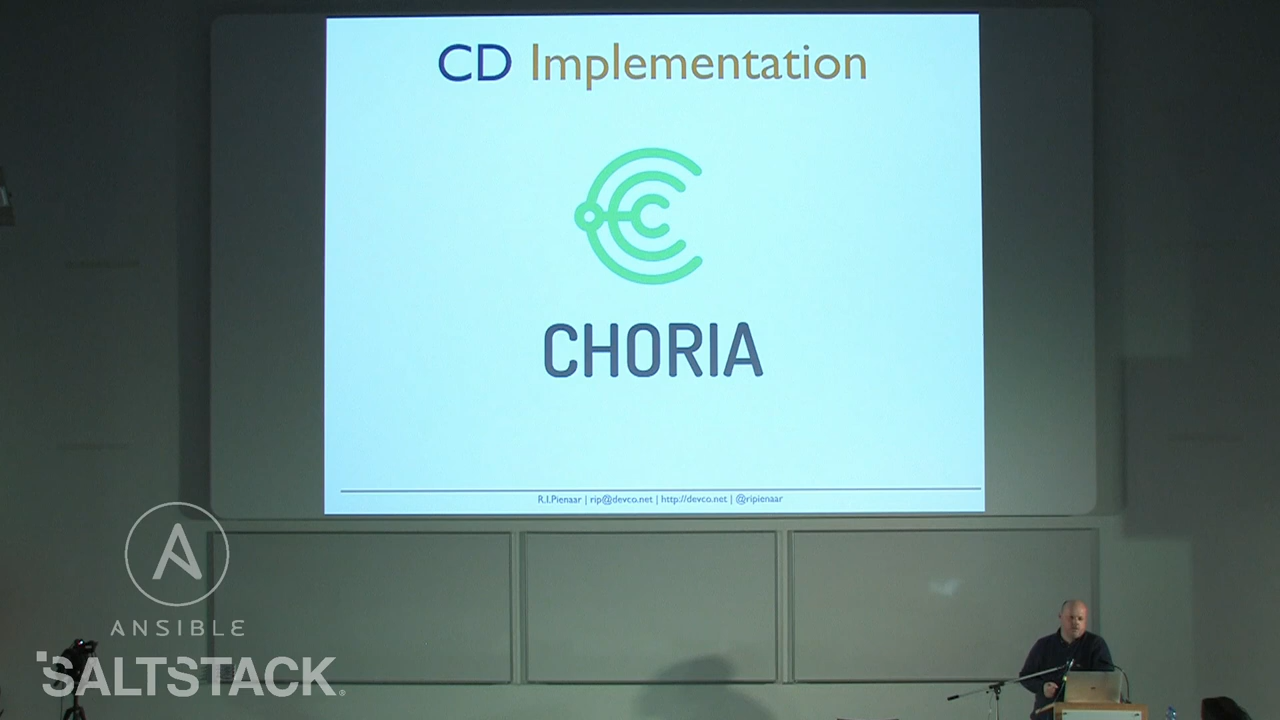 CD Implementation
CHORIA
R.I.Pienaar | rip@devco.net | http://devco.net | @ripienaar
ANSIBLE
SALTSTACK